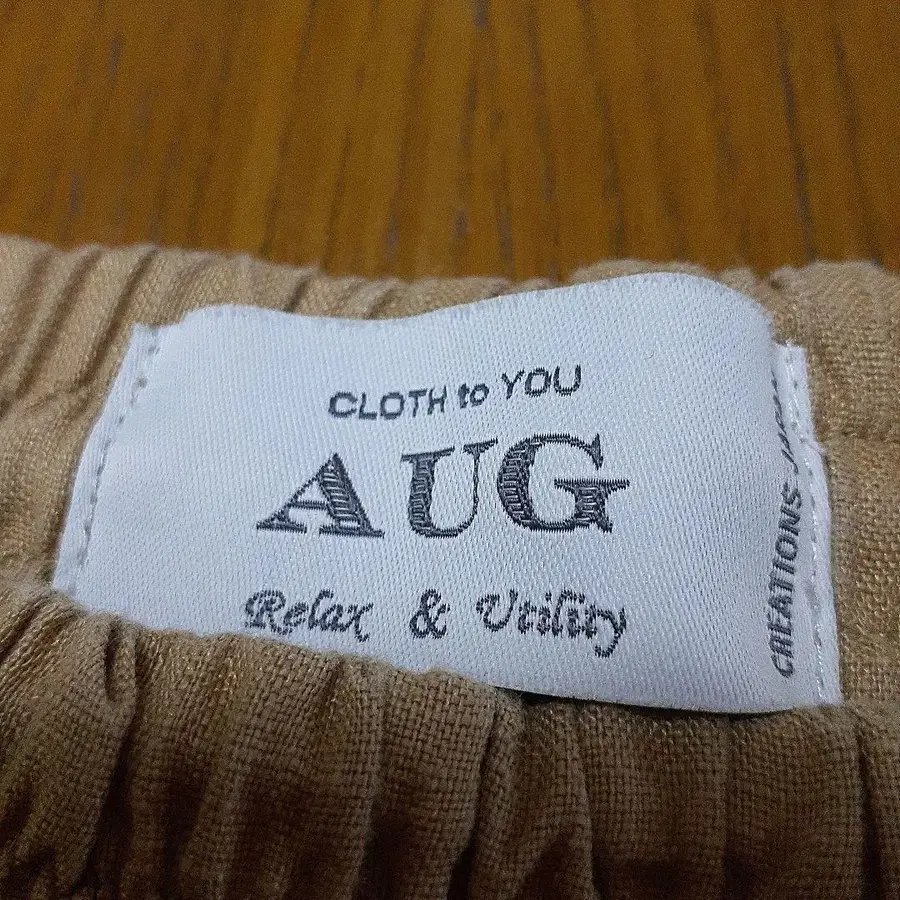 CLOTH to YOU
AUG
Relax & Utility
CREATIONS